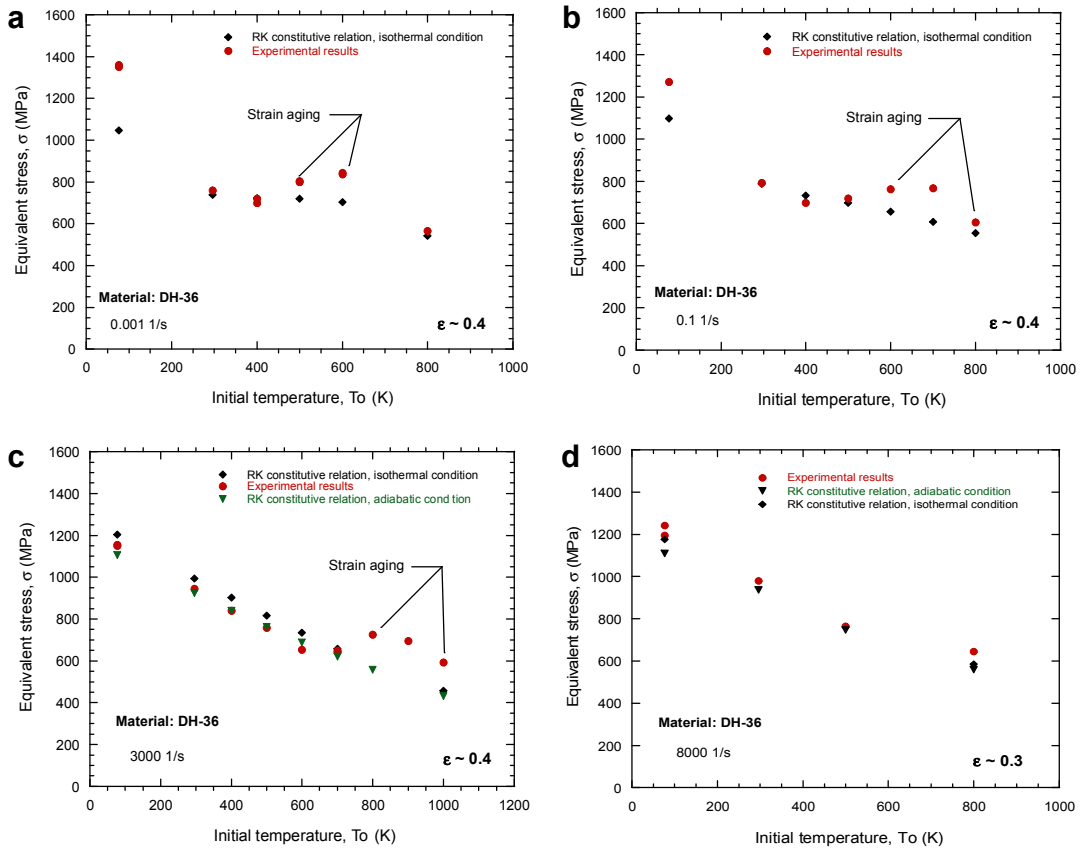 a
RK constitutive relation, isothermal condition
Experimental results
Strain aging
Equivalent stress, σ (MPa)
1600
1400
1200
1000
800
600
400
200
0
Material: DH-36
0.001 1/s
ε ~ 0.4
0 200 400 600 800 1000
Initial temperature, To (K)
b
RK constitutive relation, isothermal condition
Experimental results
Strain aging
Equivalent stress, σ (MPa)
1600
1400
1200
1000
800
600
400
200
0
Material: DH-36
0.1 1/s
ε ~ 0.4
0 200 400 600 800 1000
Initial temperature, To (K)
c
RK constitutive relation, isothermal condition
Experimental results
RK constitutive relation, adiabatic condition
Strain aging
Equivalent stress, σ (MPa)
1600
1400
1200
1000
800
600
400
200
0
Material: DH-36
3000 1/s
ε ~ 0.4
0 200 400 600 800 1000 1200
Initial temperature, To (K)
d
Experimental results
RK constitutive relation, adiabatic condition
RK constitutive relation, isothermal condition
Equivalent stress, σ (MPa)
1600
1400
1200
1000
800
600
400
200
0
Material: DH-36
8000 1/s
ε ~ 0.3
0 200 400 600 800 1000
Initial temperature, To (K)